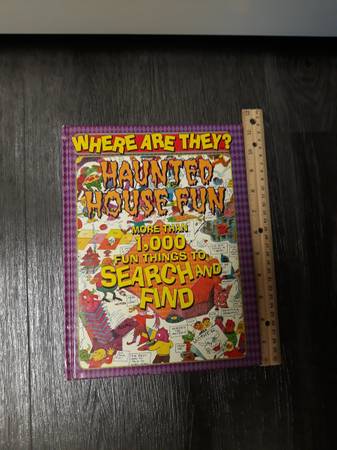 WHERE ARE THEY?
HAUNTED
HOUSE FUN
MORE THAN
1,000
FUN THINGS TO
SEARCH AND
FIND